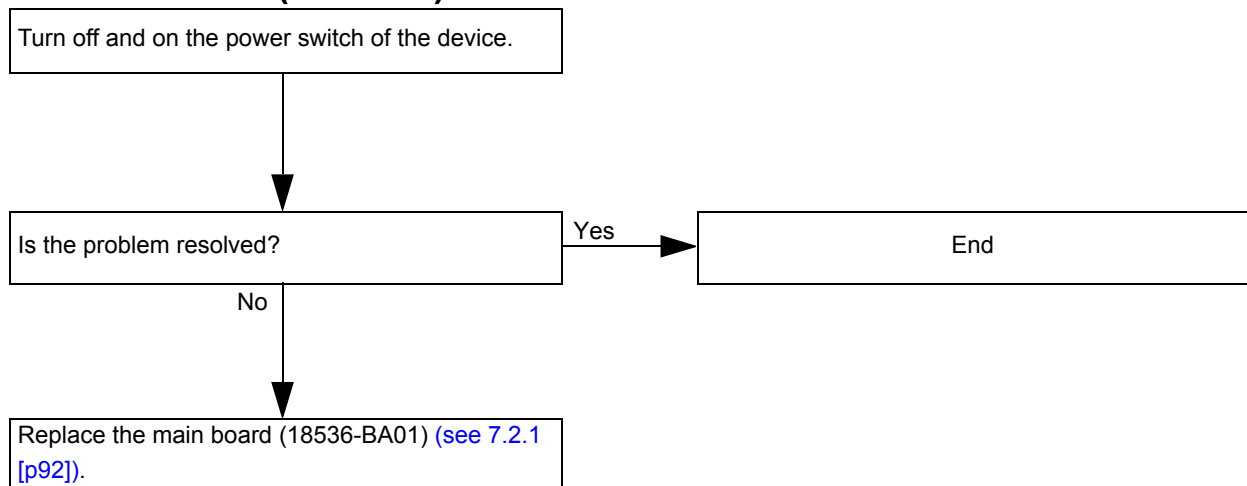 Turn off and on the power switch of the device.
Is the problem resolved?
Yes
End
No
Replace the main board (18536-BA01) (see 7.2.1
[p92]).